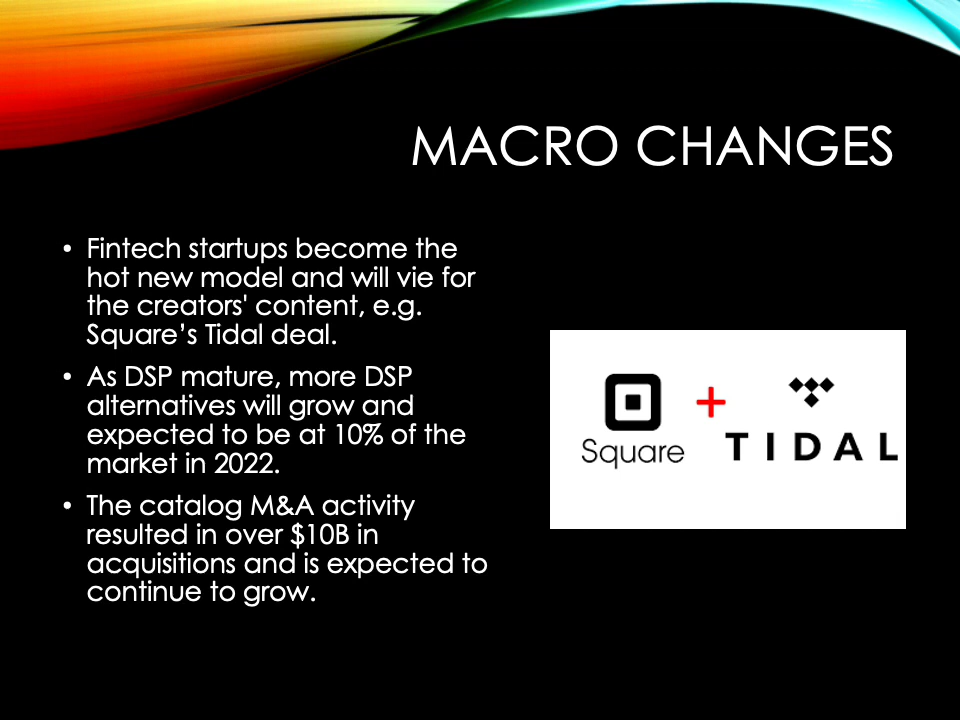 MACRO CHANGES
• Fintech startups become the
hot new model and will vie for
the creators' content, e.g.
Square’s Tidal deal.
• As DSP mature, more DSP
alternatives will grow and
expected to be at 10% of the
market in 2022.
• The catalog M&A activity
resulted in over $10B in
acquisitions and is expected to
continue to grow.
+
Square
TIDAL